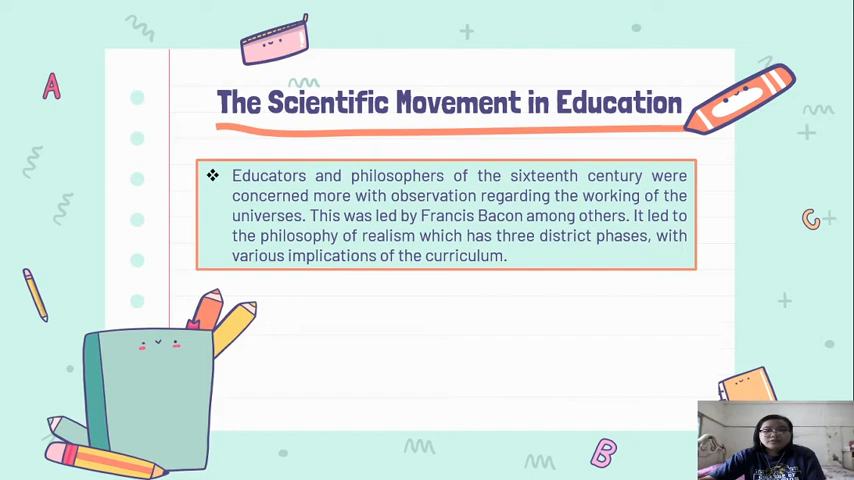 The Scientific Movement in Education
A
❖ Educators and philosophers of the sixteenth century were
concerned more with observation regarding the working of the
universes. This was led by Francis Bacon among others. It led to
the philosophy of realism which has three district phases, with
various implications of the curriculum.
C
B